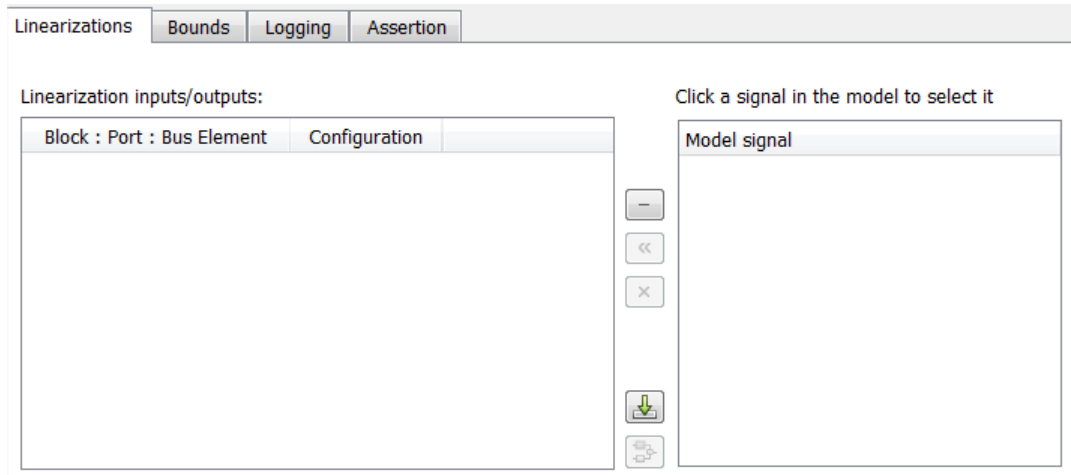 Linearizations Bounds Logging Assertion
Linearization inputs/outputs: Click a signal in the model to select it
Block : Port : Bus Element Configuration Model signal